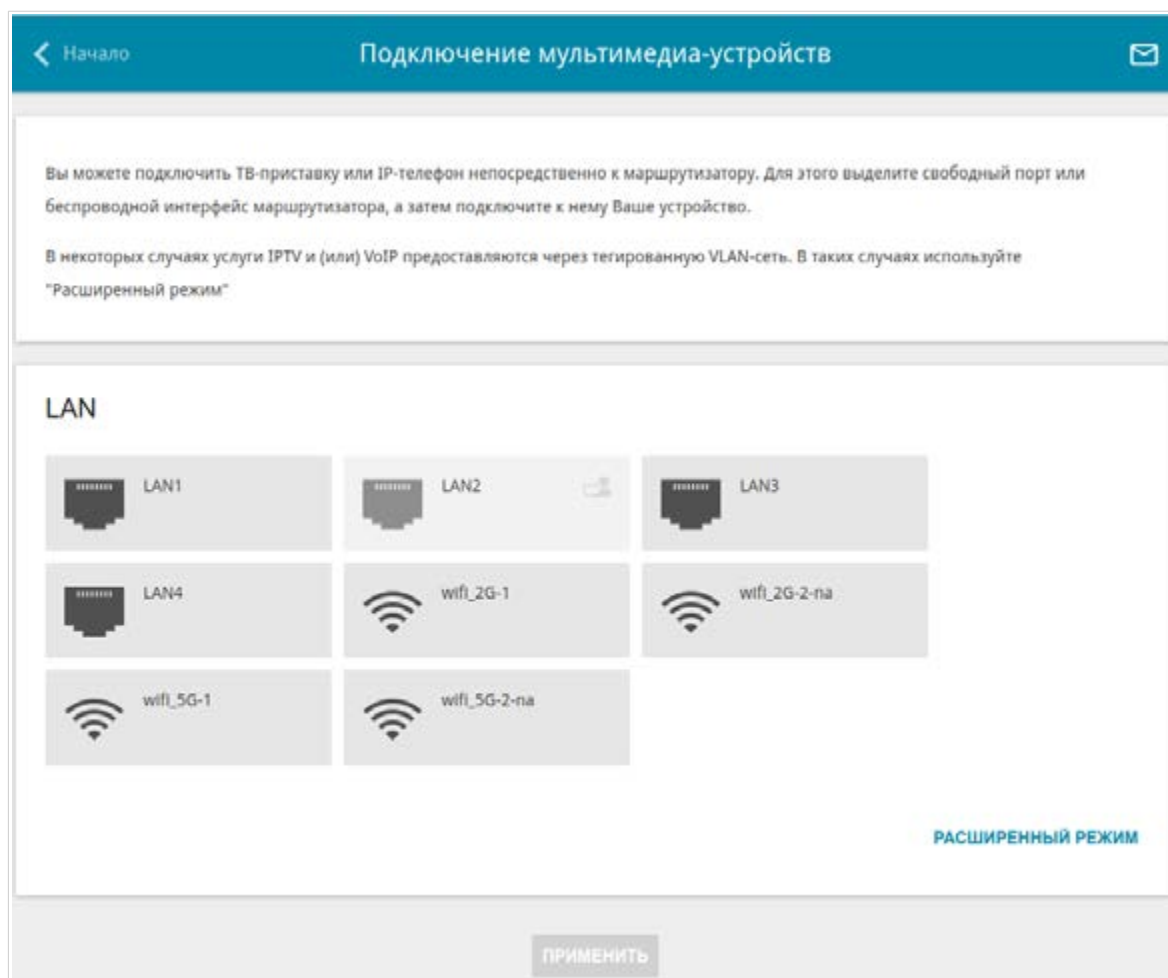 Начало
Подключение мультимедиа-устройств
Вы можете подключить ТВ-приставку или IP-телефон непосредственно к маршрутизатору. Для этого выделите свободный порт или
беспроводной интерфейс маршрутизатора, а затем подключите к нему Ваше устройство.
В некоторых случаях услуги IPTV и (или) VoIP предоставляются через тегированную VLAN-сеть. В таких случаях используйте
"Расширенный режим"
LAN
LAN1
LAN2
LAN3
LAN4
wifi_2G-1
wifi_2G-2-na
wifi_5G-1
wifi_5G-2-na
РАСШИРЕННЫЙ РЕЖИМ
ПРИМЕНИТЬ